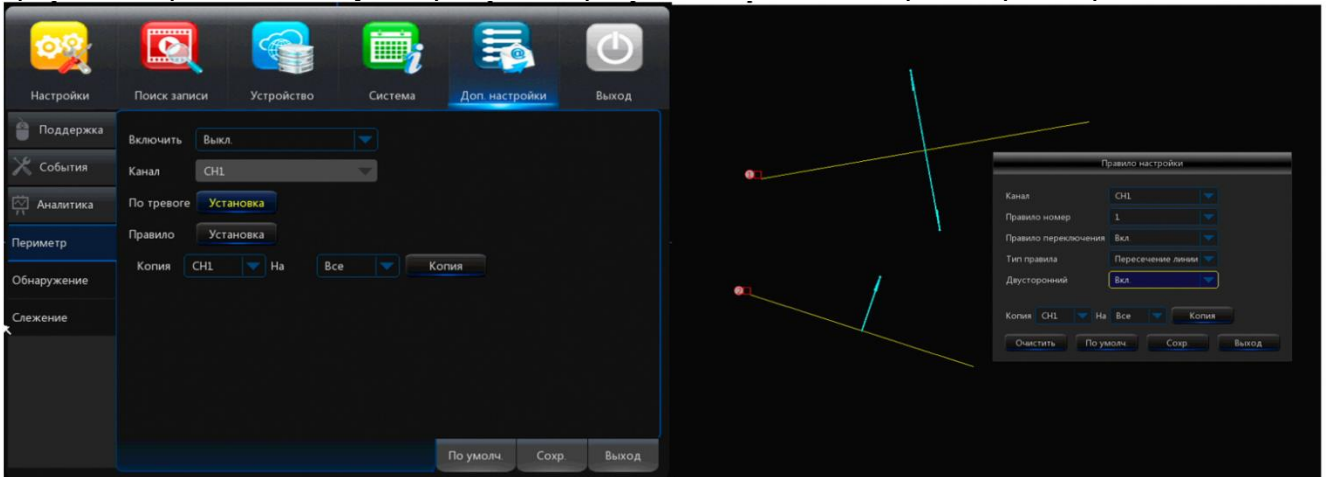 Настройки Поиск записи Устройство Система Доп. настройки Выход
Поддержка
События
Аналитика
Периметр
Обнаружение
Слежение
Включить Выкл.
Канал CH1
По тревоге Установка
Правило Установка
Копия CH1 На Все Копия
По умолч. Сохр. Выход
1
2
Правило настройки
Канал CH1
Правило номер 1
Правило переключения Вкл.
Тип правила Пересечение линии
Двусторонний Вкл.
Копия CH1 На Все Копия
Очистить По умолч. Сохр. Выход